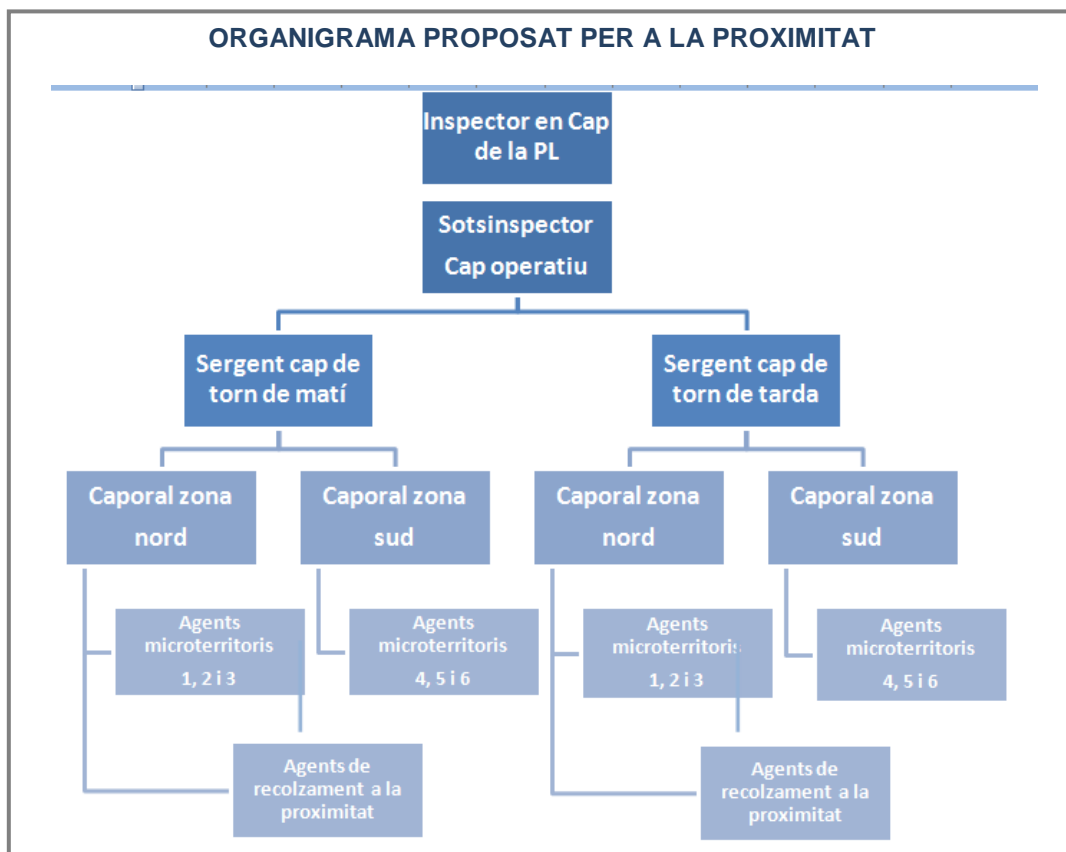 ORGANIGRAMA PROPOSAT PER A LA PROXIMITAT
Inspector en Cap
de la PL
Sotsinspector
Cap operatiu
Sergent cap de
torn de matí
Sergent cap de
torn de tarda
Caporal zona
nord
Caporal zona
sud
Caporal zona
nord
Caporal zona
sud
Agents
microterritoris
1, 2 i 3
Agents
microterritoris
4, 5 i 6
Agents
microterritoris
1, 2 i 3
Agents
microterritoris
4, 5 i 6
Agents de
recolzament a la
proximitat
Agents de
recolzament a la
proximitat